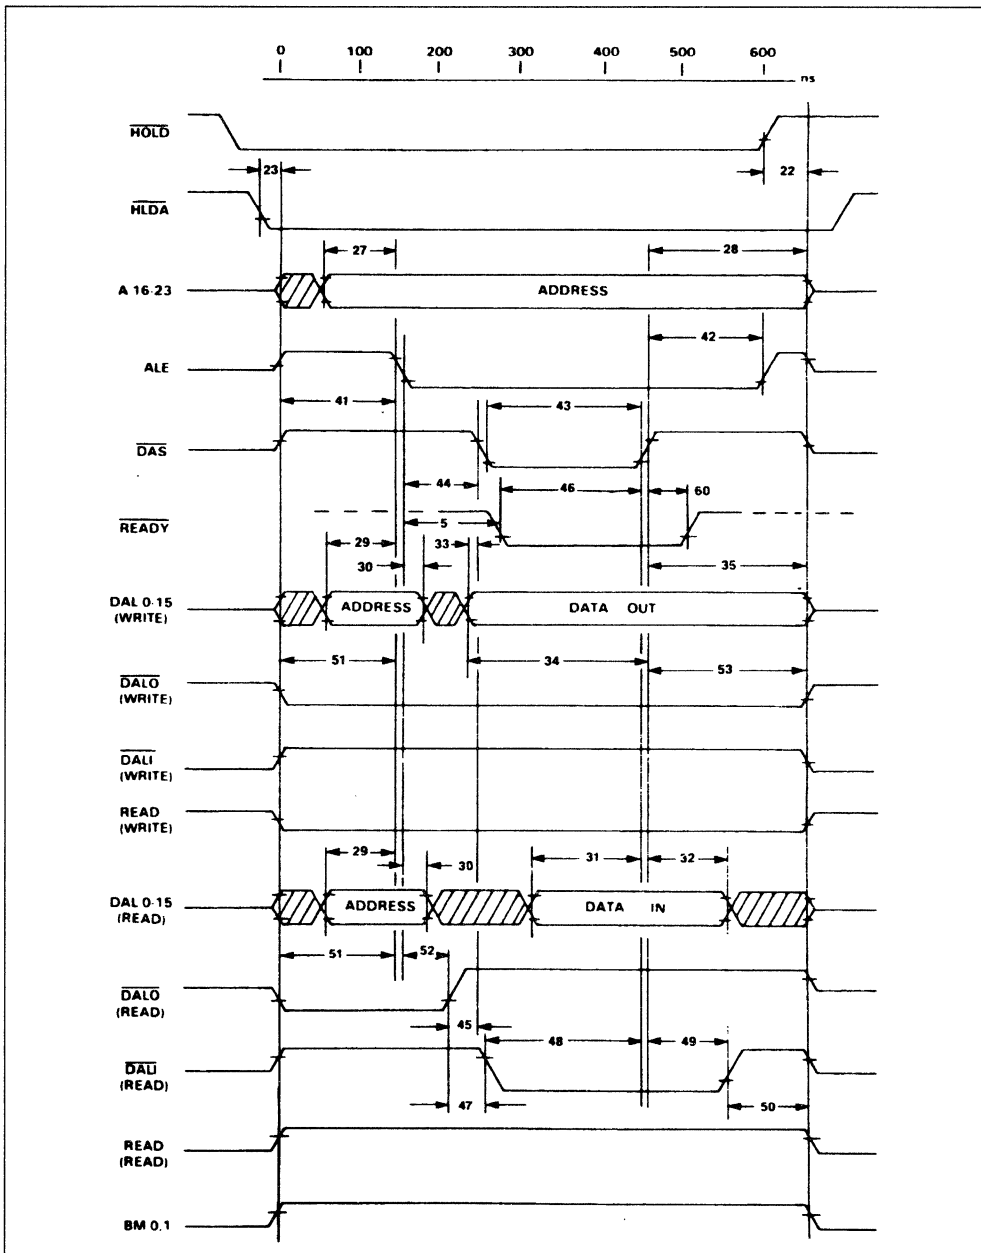 0 100 200 300 400 500 600
ns
HOLD
23 22
HLDA
27 28
A 16-23 ADDRESS
42
ALE
41 43
DAS
44 46 60
READY 5
29 33
30 35
DAL 0-15 ADDRESS DATA OUT
(WRITE)
51 34 53
DALO
(WRITE)
DALI
(WRITE)
READ
(WRITE)
29 30 31 32
DAL 0-15 ADDRESS DATA IN
(READ)
51 52
DALO
(READ)
45 48 49
DALI
(READ)
47 50
READ
(READ)
BM 0,1